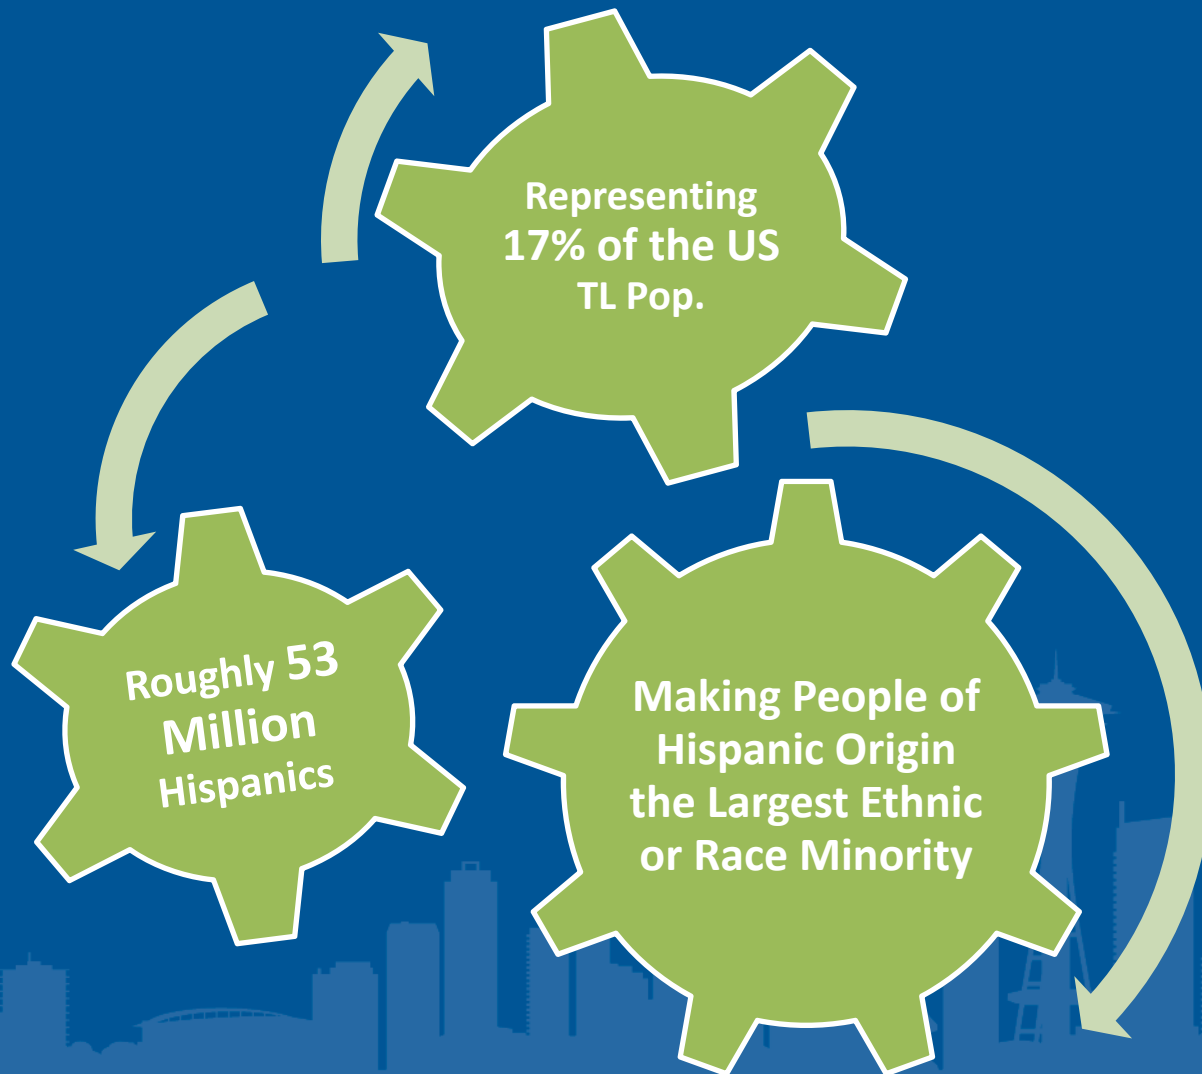 Representing
17% of the US
TL Pop.
Roughly 53
Million
Hispanics
Making People of
Hispanic Origin
the Largest Ethnic
or Race Minority